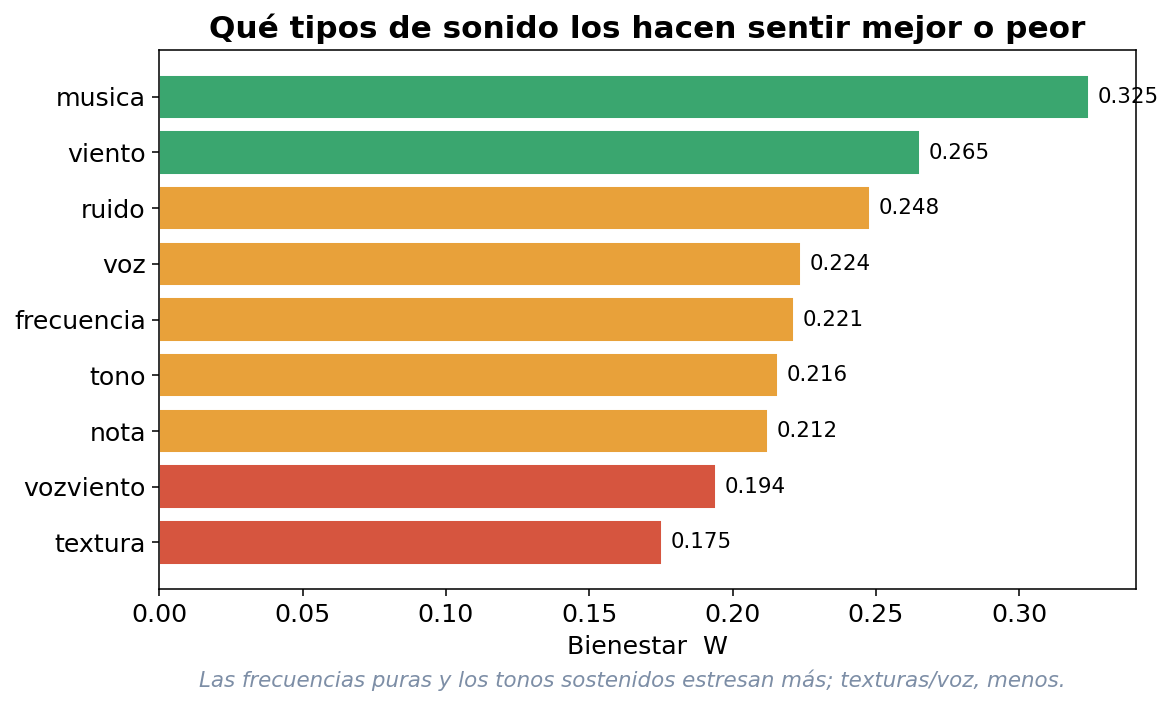 Qué tipos de sonido los hacen sentir mejor o peor
musica 0.325
viento 0.265
ruido 0.248
voz 0.224
frecuencia 0.221
tono 0.216
nota 0.212
vozviento 0.194
textura 0.175
0.00 0.05 0.10 0.15 0.20 0.25 0.30
Bienestar W
Las frecuencias puras y los tonos sostenidos estresan más; texturas/voz, menos.